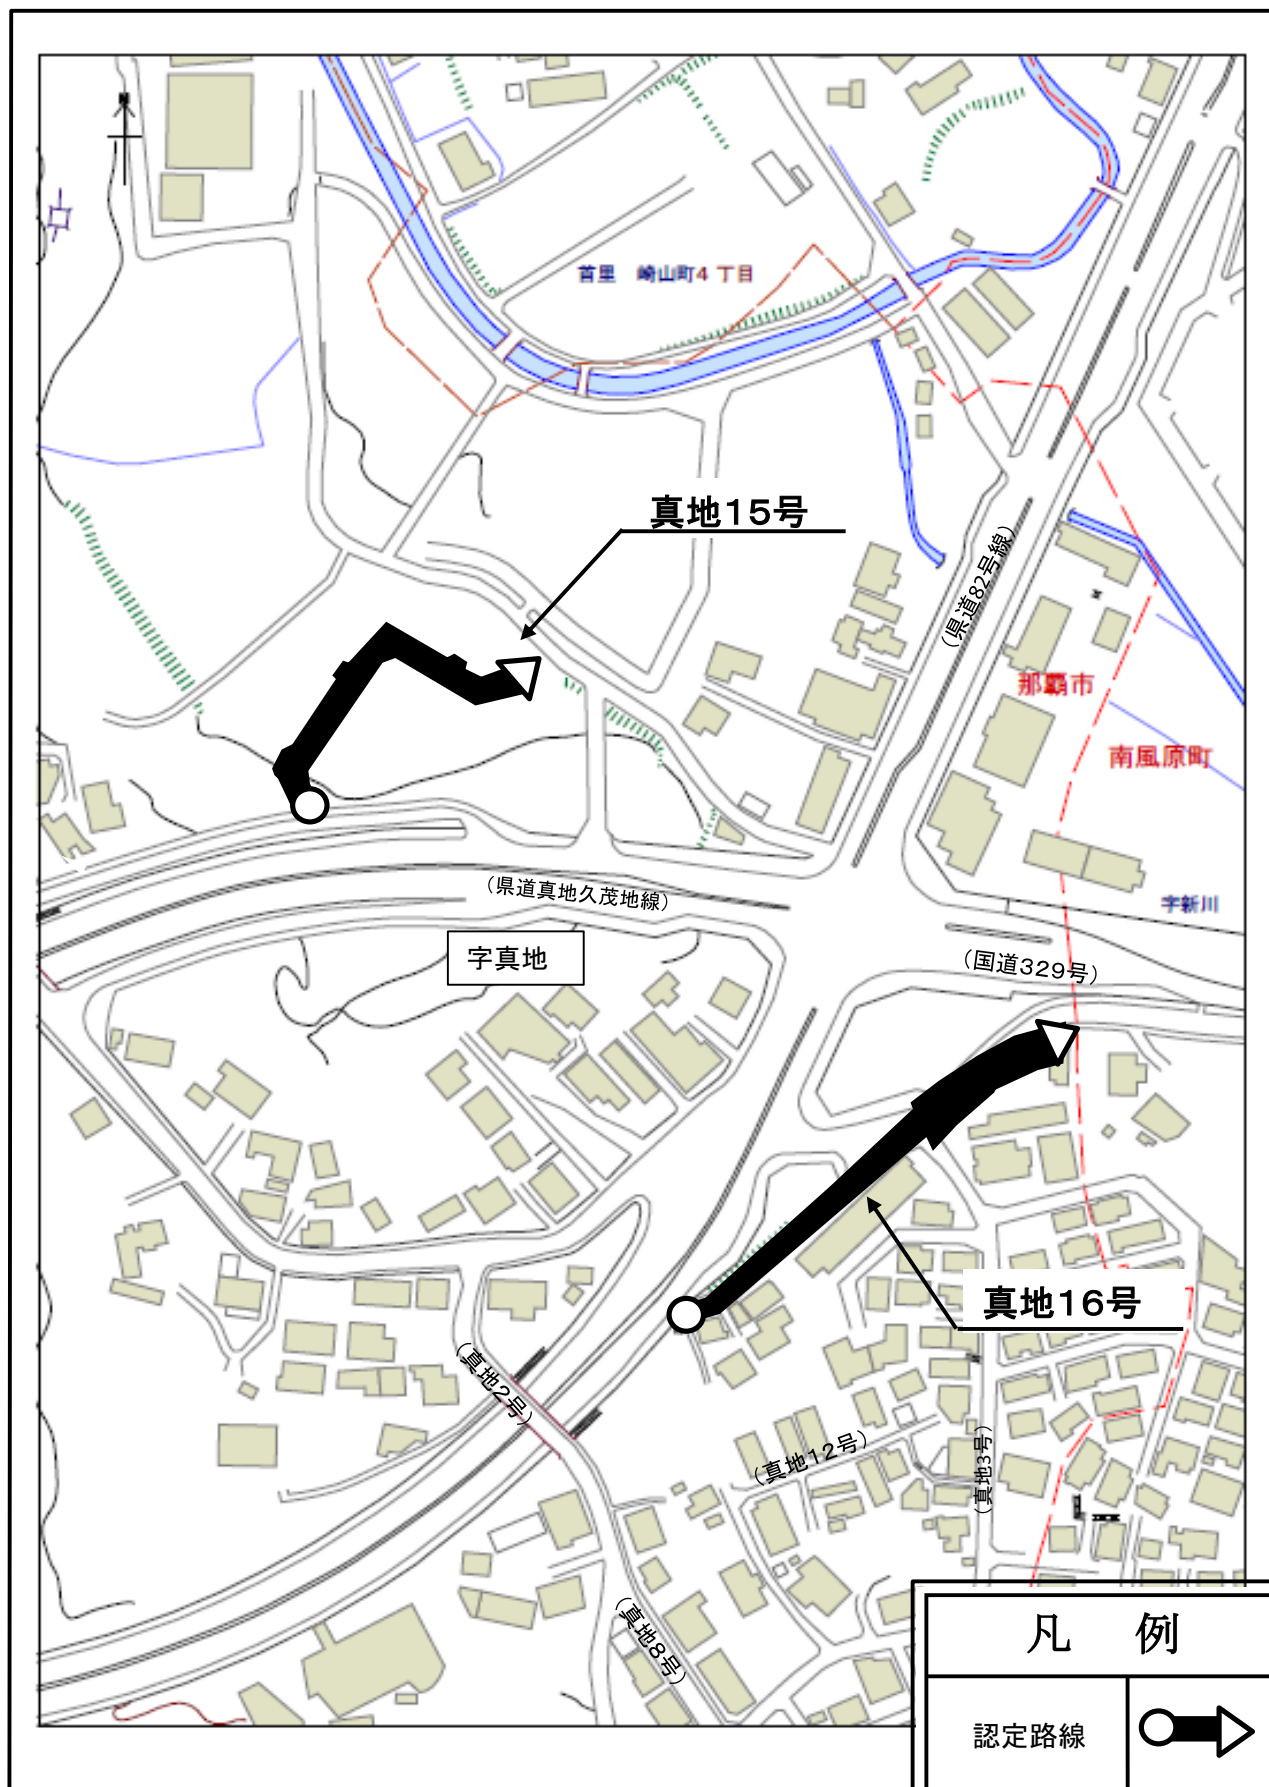 首里 崎山町4 丁目
真地15号
(県道82号線)
那覇市
南風原町
(県道真地久茂地線)
字新川
字真地
(国道329号)
真地16号
(真地2号)
(真地12号)
(真地3号)
(真地8号)
凡 例
認定路線